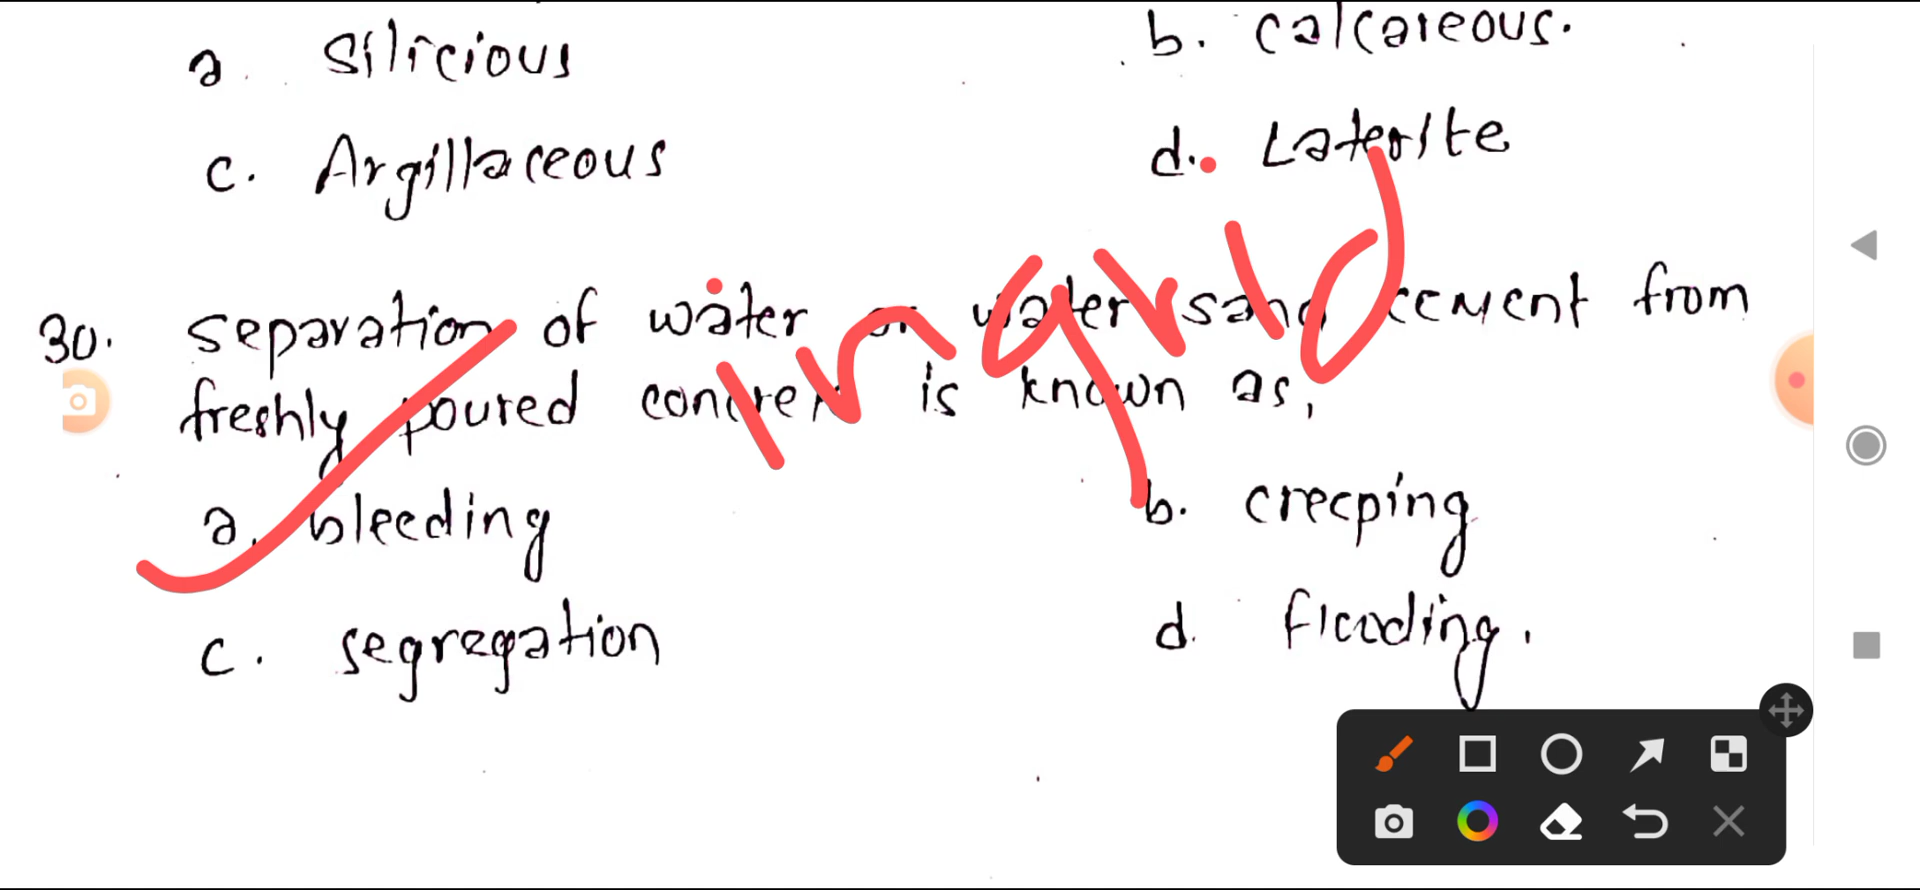 a. Silicious
b. calcareous.
c. Argillaceous
d. Laterite
30. separation of water or water sand cement from
freshly poured concrete is known as,
ingrid
a. bleeding
b. creeping
c. segregation
d. flooding.